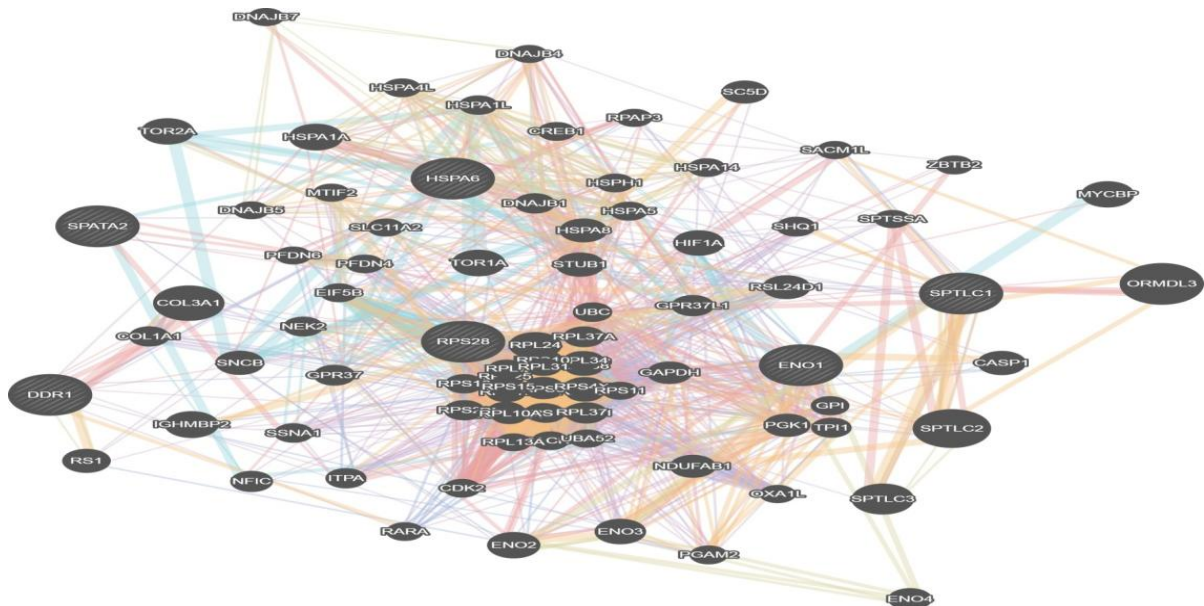 DNAJB7
DNAJB4
HSPA4L
SC5D
HSPA1L
RPAP3
TOR2A
HSPA1A
CREB1
SACM1L
ZBTB2
HSPA14
HSPA6
HSPH1
MTIF2
MYCBP
DNAJB5
DNAJB1
HSPA5
SPATA2
SLC11A2
HSPA8
SHQ1
SPTSSA
HIF1A
PFDN6
PFDN4
TOR1A
STUB1
ORMDL3
RSL24D1
EIF5B
SPTLC1
COL3A1
GPR37L1
UBC
NEK2
COL1A1
RPS28
RPL24
RPL37A
SNCB
ENO1
CASP1
GPR37
RPL31
GAPDH
RPS15
RPS11
DDR1
GPI
IGHMBP2
RPL10A
RPL37
PGK1
TPI1
SPTLC2
SSNA1
RPL13A
UBA52
RS1
NFIC
ITPA
CDK2
NDUFAB1
OXA1L
SPTLC3
RARA
ENO2
ENO3
PGAM2
ENO4